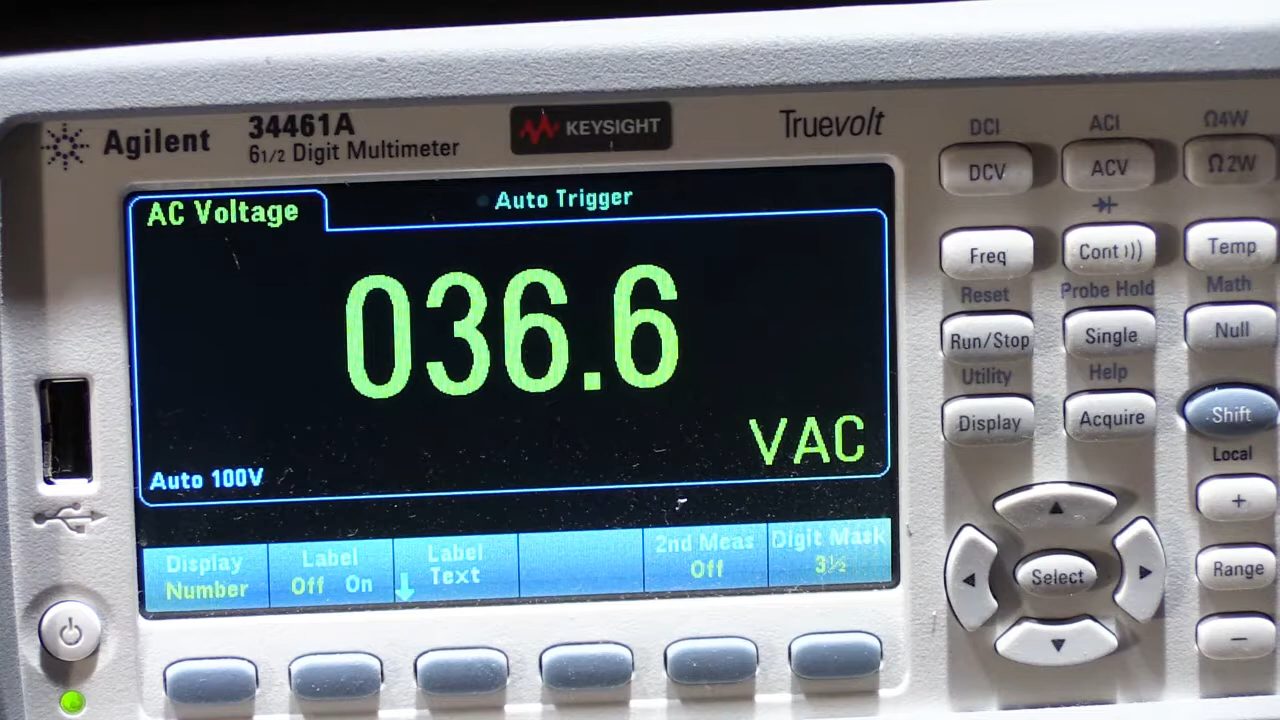 Agilent
34461A
6 1/2 Digit Multimeter
KEYSIGHT
Truevolt
AC Voltage
Auto Trigger
036.6
VAC
Auto 100V
Display
Number
Label
Off On
Label
Text
2nd Meas
Off
Digit Mask
3½
DCI
ACI
Ω4W
DCV
ACV
Ω2W
Freq
Cont )))
Temp
Reset
Probe Hold
Math
Run/Stop
Single
Null
Utility
Help
Display
Acquire
Shift
Local
+
Select
Range
−